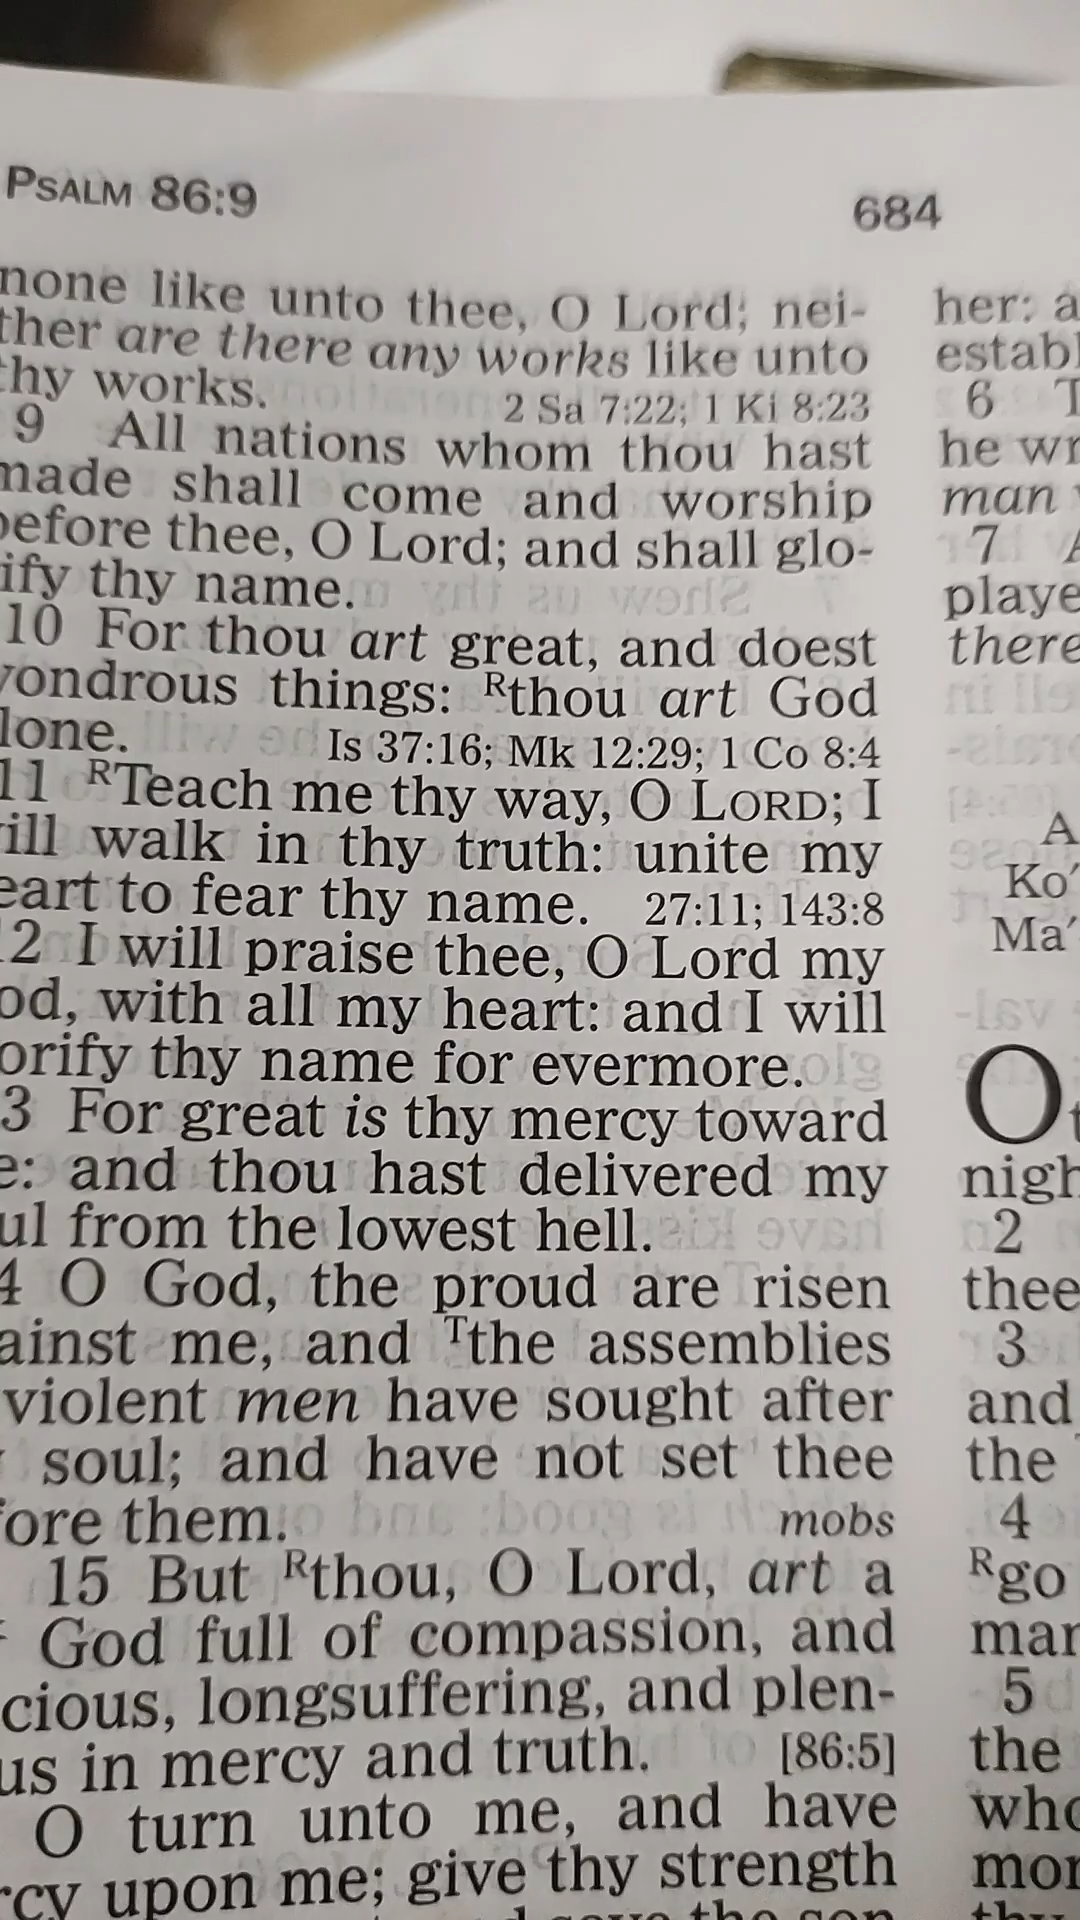 PSALM 86:9
684
none like unto thee, O Lord; nei-
ther are there any works like unto
thy works. 2 Sa 7:22; 1 Ki 8:23
9 All nations whom thou hast
made shall come and worship
before thee, O Lord; and shall glo-
ify thy name.
10 For thou art great, and doest
wondrous things: Rthou art God
lone. Is 37:16; Mk 12:29; 1 Co 8:4
11 RTeach me thy way, O LORD; I
ill walk in thy truth: unite my
eart to fear thy name. 27:11; 143:8
2 I will praise thee, O Lord my
od, with all my heart: and I will
orify thy name for evermore.
3 For great is thy mercy toward
e: and thou hast delivered my
ul from the lowest hell.
4 O God, the proud are risen
ainst me, and Tthe assemblies
violent men have sought after
soul; and have not set thee
fore them. mobs
15 But Rthou, O Lord, art a
God full of compassion, and
cious, longsuffering, and plen-
us in mercy and truth. [86:5]
O turn unto me, and have
rcy upon me; give thy strength
her: a
establ
6 T
he wr
man
7 A
playe
there
A
Ko'
Ma'
O
nigh
2
thee
3
and
the
4
Rgo
mar
5
the
who
mor